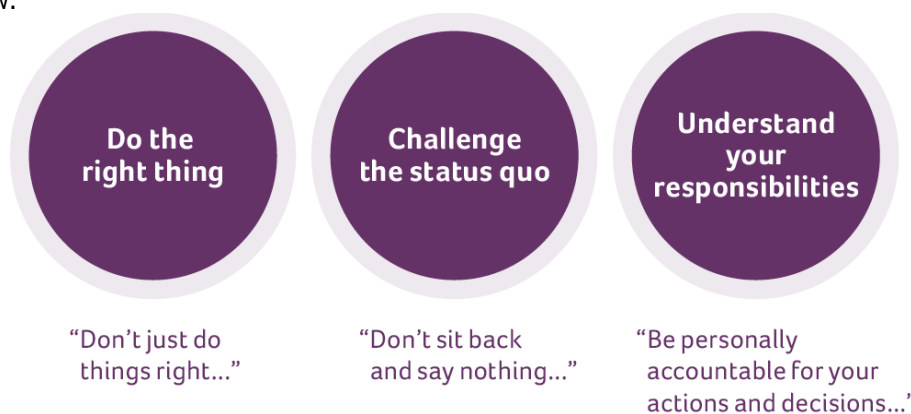 Do the
right thing
Challenge
the status quo
Understand
your
responsibilities
“Don’t just do
things right...”
“Don’t sit back
and say nothing...”
“Be personally
accountable for your
actions and decisions...’